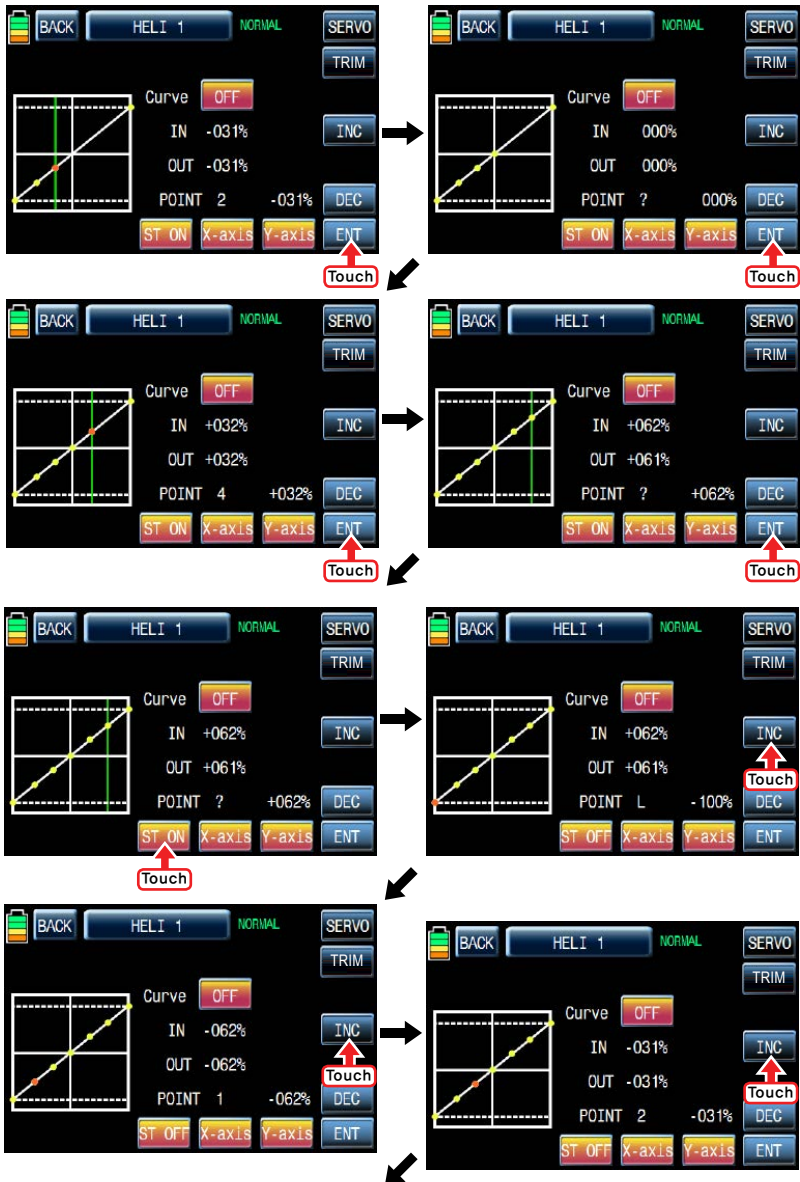 BACK HELI 1 NORMAL SERVO
TRIM
Curve OFF
IN -031% INC
OUT -031%
POINT 2 -031% DEC
ST ON X-axis Y-axis ENT
Touch
BACK HELI 1 NORMAL SERVO
TRIM
Curve OFF
IN 000% INC
OUT 000%
POINT ? 000% DEC
ST ON X-axis Y-axis ENT
Touch
BACK HELI 1 NORMAL SERVO
TRIM
Curve OFF
IN +032% INC
OUT +032%
POINT 4 +032% DEC
ST ON X-axis Y-axis ENT
Touch
BACK HELI 1 NORMAL SERVO
TRIM
Curve OFF
IN +062% INC
OUT +061%
POINT ? +062% DEC
ST ON X-axis Y-axis ENT
Touch
BACK HELI 1 NORMAL SERVO
TRIM
Curve OFF
IN +062% INC
OUT +061%
POINT ? +062% DEC
ST ON X-axis Y-axis ENT
Touch
BACK HELI 1 NORMAL SERVO
TRIM
Curve OFF
IN +062% INC
OUT +061%
Touch
POINT L -100% DEC
ST OFF X-axis Y-axis ENT
BACK HELI 1 NORMAL SERVO
TRIM
Curve OFF
IN -062% INC
OUT -062%
Touch
POINT 1 -062% DEC
ST OFF X-axis Y-axis ENT
BACK HELI 1 NORMAL SERVO
TRIM
Curve OFF
IN -031% INC
OUT -031%
Touch
POINT 2 -031% DEC
ST OFF X-axis Y-axis ENT